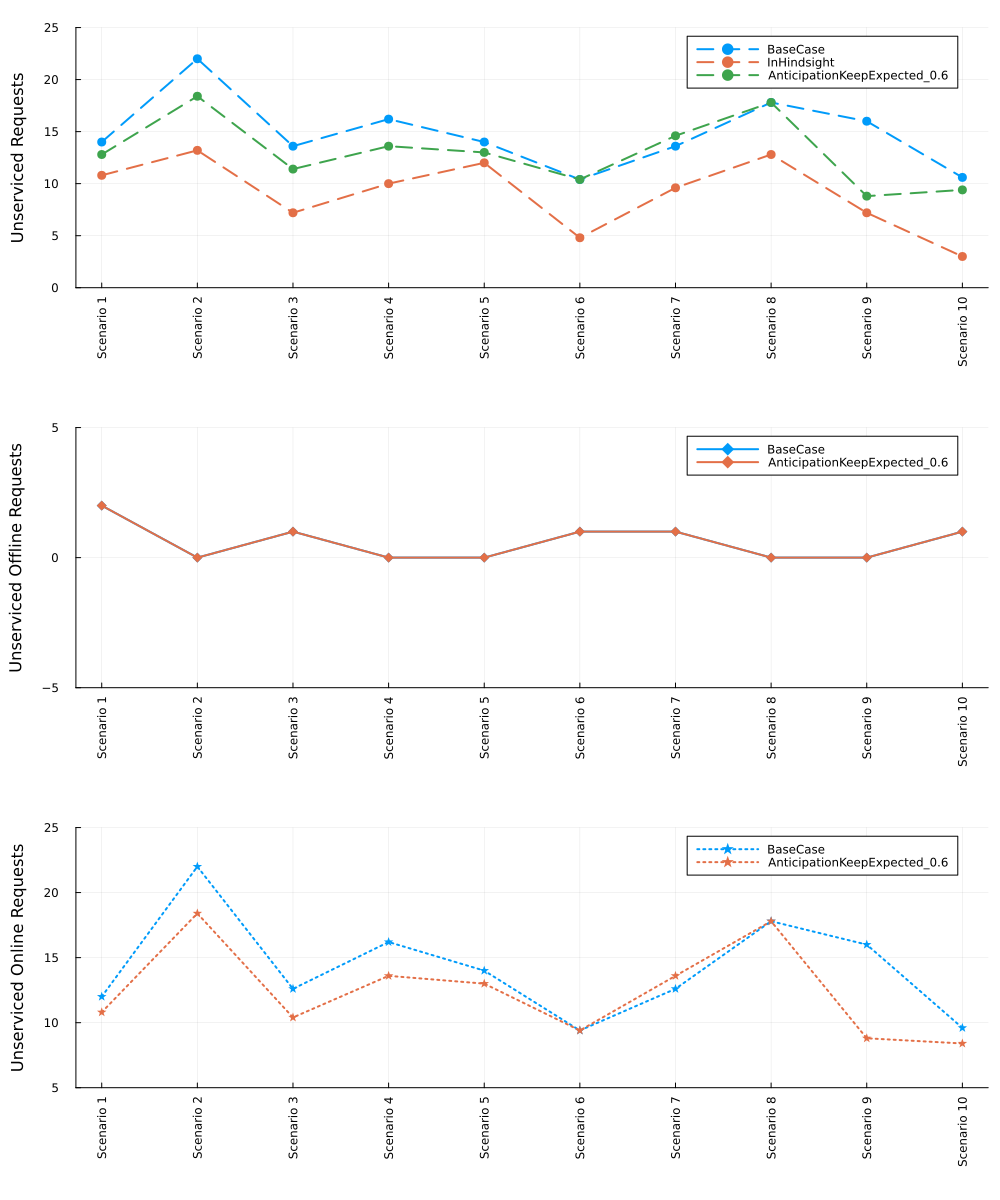 Unserviced Requests
25
20
15
10
5
0
BaseCase
InHindsight
AnticipationKeepExpected_0.6
Scenario 1
Scenario 2
Scenario 3
Scenario 4
Scenario 5
Scenario 6
Scenario 7
Scenario 8
Scenario 9
Scenario 10
Unserviced Offline Requests
5
0
−5
BaseCase
AnticipationKeepExpected_0.6
Scenario 1
Scenario 2
Scenario 3
Scenario 4
Scenario 5
Scenario 6
Scenario 7
Scenario 8
Scenario 9
Scenario 10
Unserviced Online Requests
25
20
15
10
5
BaseCase
AnticipationKeepExpected_0.6
Scenario 1
Scenario 2
Scenario 3
Scenario 4
Scenario 5
Scenario 6
Scenario 7
Scenario 8
Scenario 9
Scenario 10